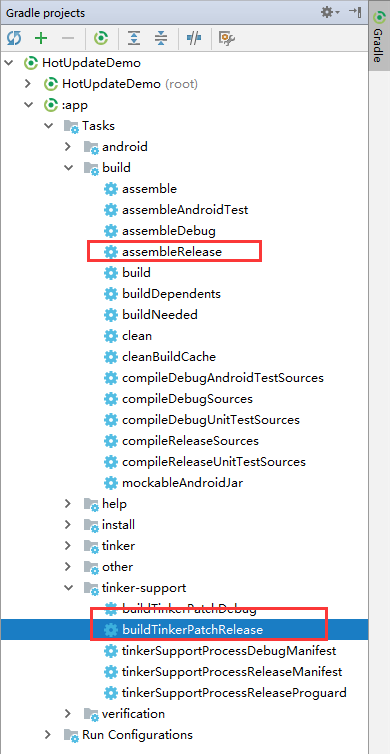 Gradle projects
Gradle
HotUpdateDemo
HotUpdateDemo (root)
:app
Tasks
android
build
assemble
assembleAndroidTest
assembleDebug
assembleRelease
build
buildDependents
buildNeeded
clean
cleanBuildCache
compileDebugAndroidTestSources
compileDebugSources
compileDebugUnitTestSources
compileReleaseSources
compileReleaseUnitTestSources
mockableAndroidJar
help
install
tinker
other
tinker-support
buildTinkerPatchDebug
buildTinkerPatchRelease
tinkerSupportProcessDebugManifest
tinkerSupportProcessReleaseManifest
tinkerSupportProcessReleaseProguard
verification
Run Configurations